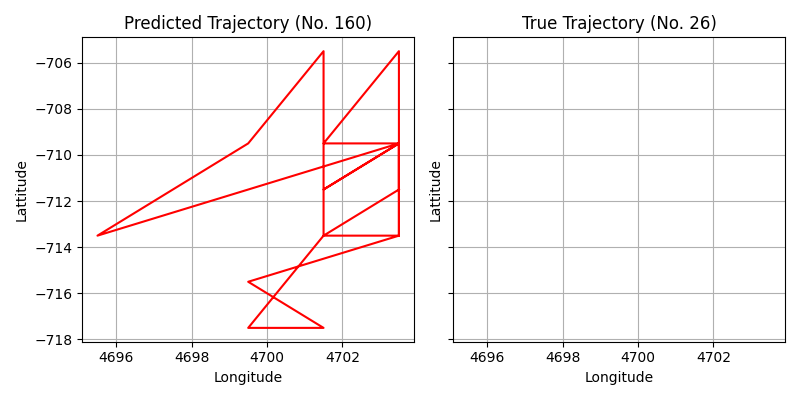 Predicted Trajectory (No. 160)
Lattitude
−706
−708
−710
−712
−714
−716
−718
4696
4698
4700
4702
Longitude
True Trajectory (No. 26)
Lattitude
4696
4698
4700
4702
Longitude